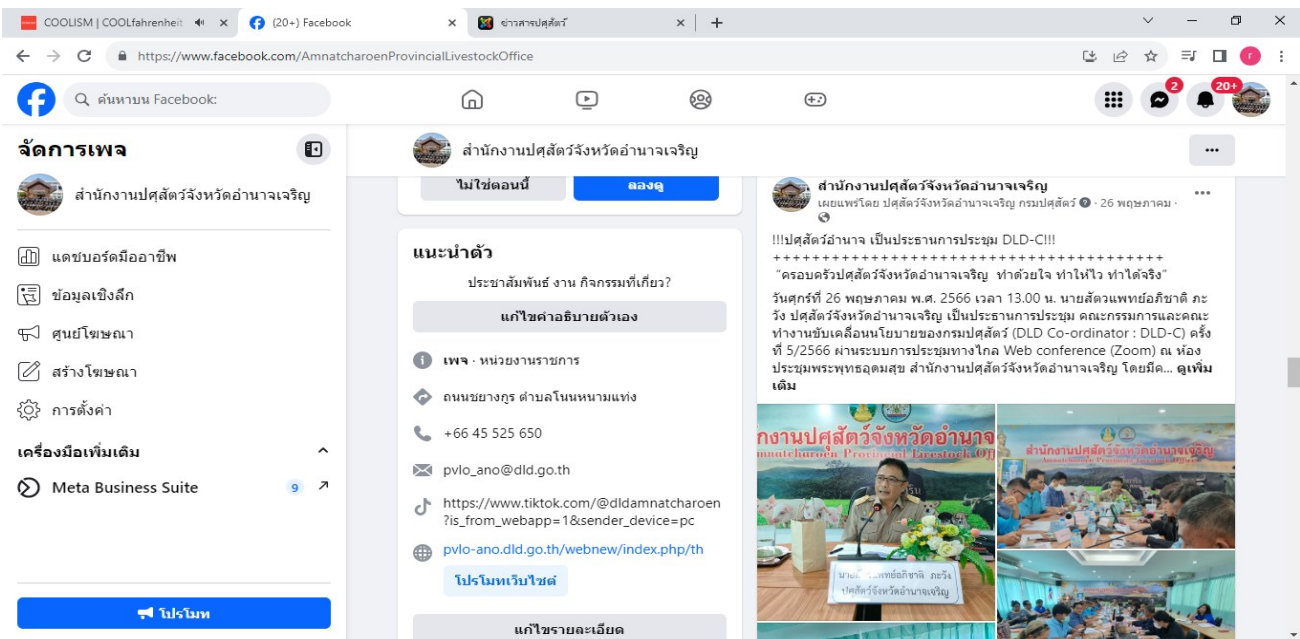 COOLISM | COOLfahrenheit
(20+) Facebook
ข่าวสารปศุสัตว์
https://www.facebook.com/AmnatcharoenProvincialLivestockOffice
r
ค้นหาบน Facebook:
2
20+
จัดการเพจ
สำนักงานปศุสัตว์จังหวัดอำนาจเจริญ
แดชบอร์ดมืออาชีพ
ข้อมูลเชิงลึก
ศูนย์โฆษณา
สร้างโฆษณา
การตั้งค่า
เครื่องมือเพิ่มเติม
Meta Business Suite 9
โปรโมท
สำนักงานปศุสัตว์จังหวัดอำนาจเจริญ
ไม่ใช่ตอนนี้ ลองดู
แนะนำตัว
ประชาสัมพันธ์ งาน กิจกรรมที่เกี่ยว?
แก้ไขคำอธิบายตัวเอง
เพจ · หน่วยงานราชการ
ถนนชยางกูร ตำบลโนนหนามแท่ง
+66 45 525 650
pvlo_ano@dld.go.th
https://www.tiktok.com/@dldamnatcharoen
?is_from_webapp=1&sender_device=pc
pvlo-ano.dld.go.th/webnew/index.php/th
โปรโมทเว็บไซต์
แก้ไขรายละเอียด
สำนักงานปศุสัตว์จังหวัดอำนาจเจริญ
เผยแพร่โดย ปศุสัตว์จังหวัดอำนาจเจริญ กรมปศุสัตว์ · 26 พฤษภาคม ·
!!!ปศุสัตว์อำนาจ เป็นประธานการประชุม DLD-C!!!
++++++++++++++++++++++++++++++++++++++++
“ครอบครัวปศุสัตว์จังหวัดอำนาจเจริญ ทำด้วยใจ ทำให้ไว ทำได้จริง”
วันศุกร์ที่ 26 พฤษภาคม พ.ศ. 2566 เวลา 13.00 น. นายสัตวแพทย์อภิชาติ ภะ
วัง ปศุสัตว์จังหวัดอำนาจเจริญ เป็นประธานการประชุม คณะกรรมการและคณะ
ทำงานขับเคลื่อนนโยบายของกรมปศุสัตว์ (DLD Co-ordinator : DLD-C) ครั้ง
ที่ 5/2566 ผ่านระบบการประชุมทางไกล Web conference (Zoom) ณ ห้อง
ประชุมพระพุทธอุดมสุข สำนักงานปศุสัตว์จังหวัดอำนาจเจริญ โดยมีค... ดูเพิ่ม
เติม
กงานปศุสัตว์จังหวัดอำนาจ
mnatcharoen Provincial Livestock Off
ปศุสัตว์จังหวัดอำนาจเจริญ
สำนักงานปศุสัตว์จังหวัดอำนาจเจริญ